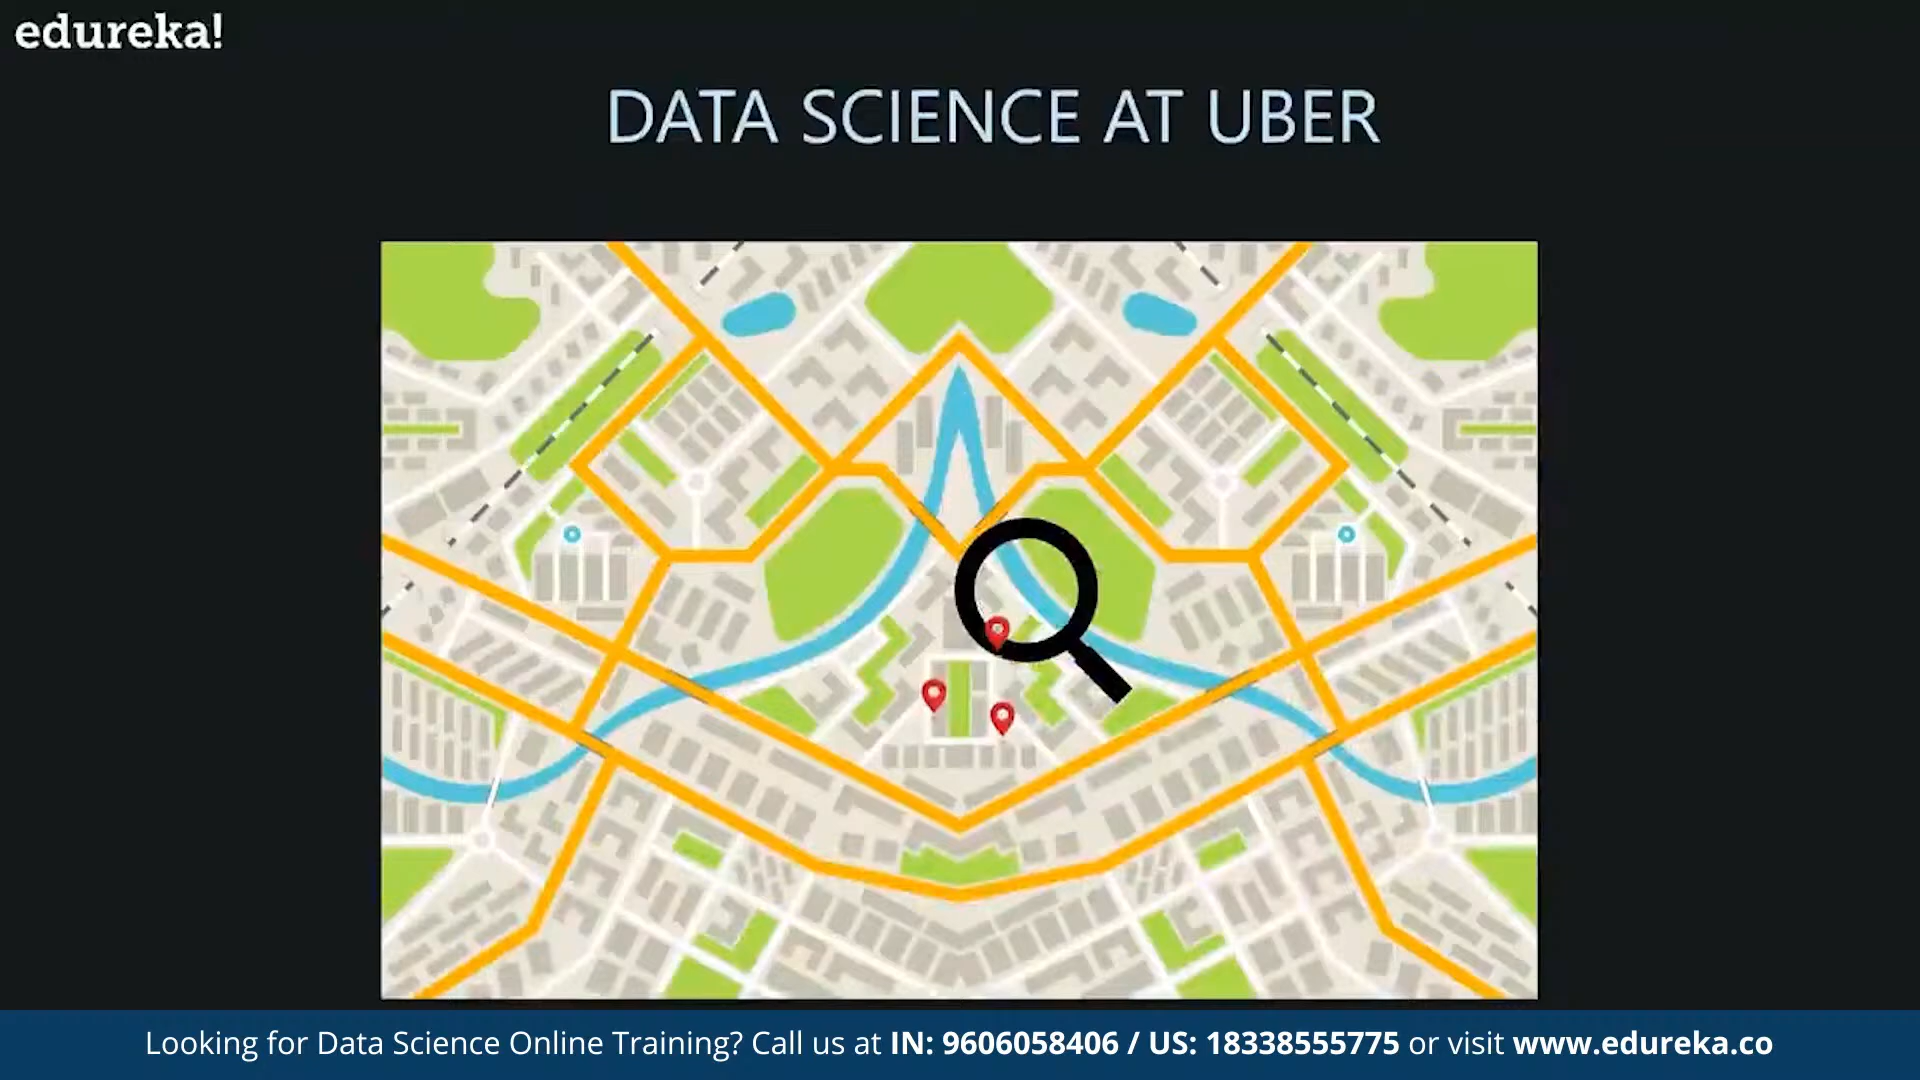 edureka!
DATA SCIENCE AT UBER
Looking for Data Science Online Training? Call us at IN: 9606058406 / US: 18338555775 or visit www.edureka.co